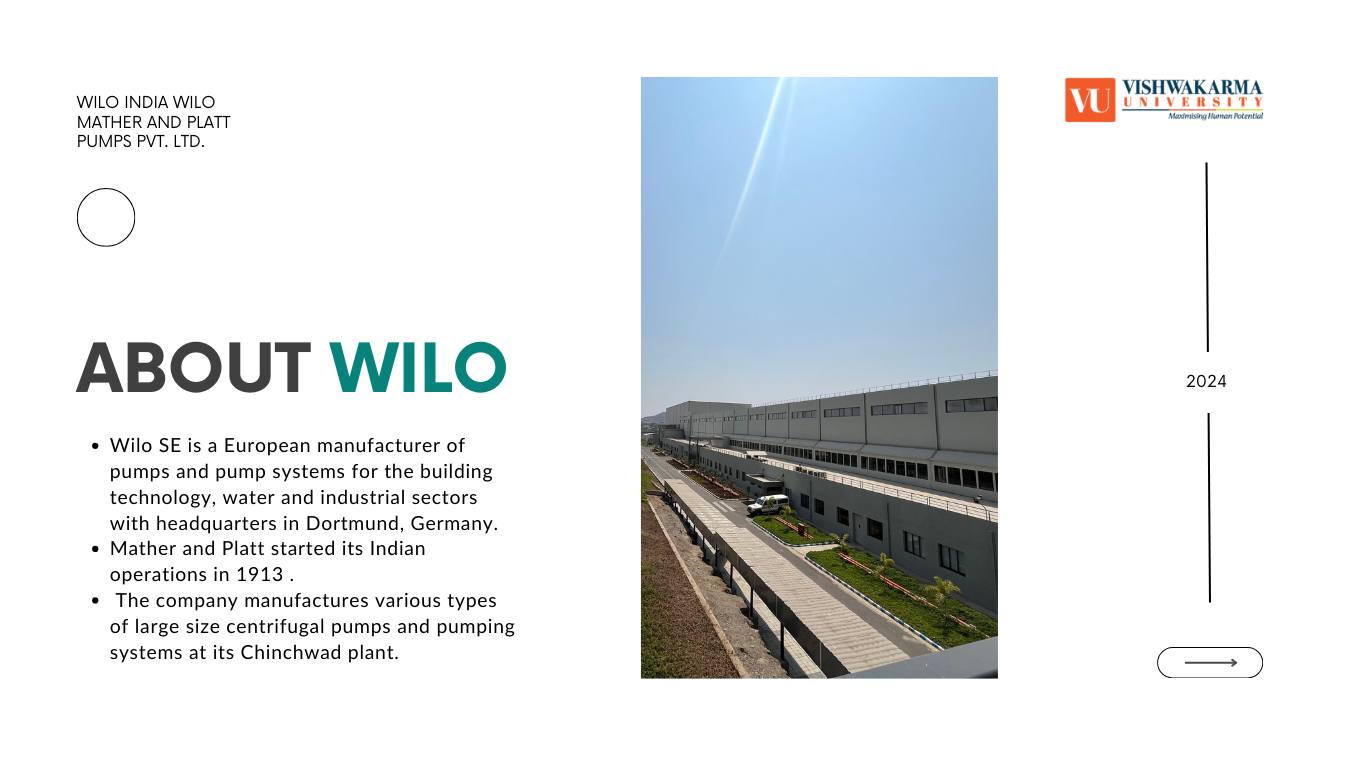 WILO INDIA WILO
MATHER AND PLATT
PUMPS PVT. LTD.
ABOUT WILO
• Wilo SE is a European manufacturer of
pumps and pump systems for the building
technology, water and industrial sectors
with headquarters in Dortmund, Germany.
• Mather and Platt started its Indian
operations in 1913 .
• The company manufactures various types
of large size centrifugal pumps and pumping
systems at its Chinchwad plant.
VU VISHWAKARMA
UNIVERSITY
Maximising Human Potential
2024